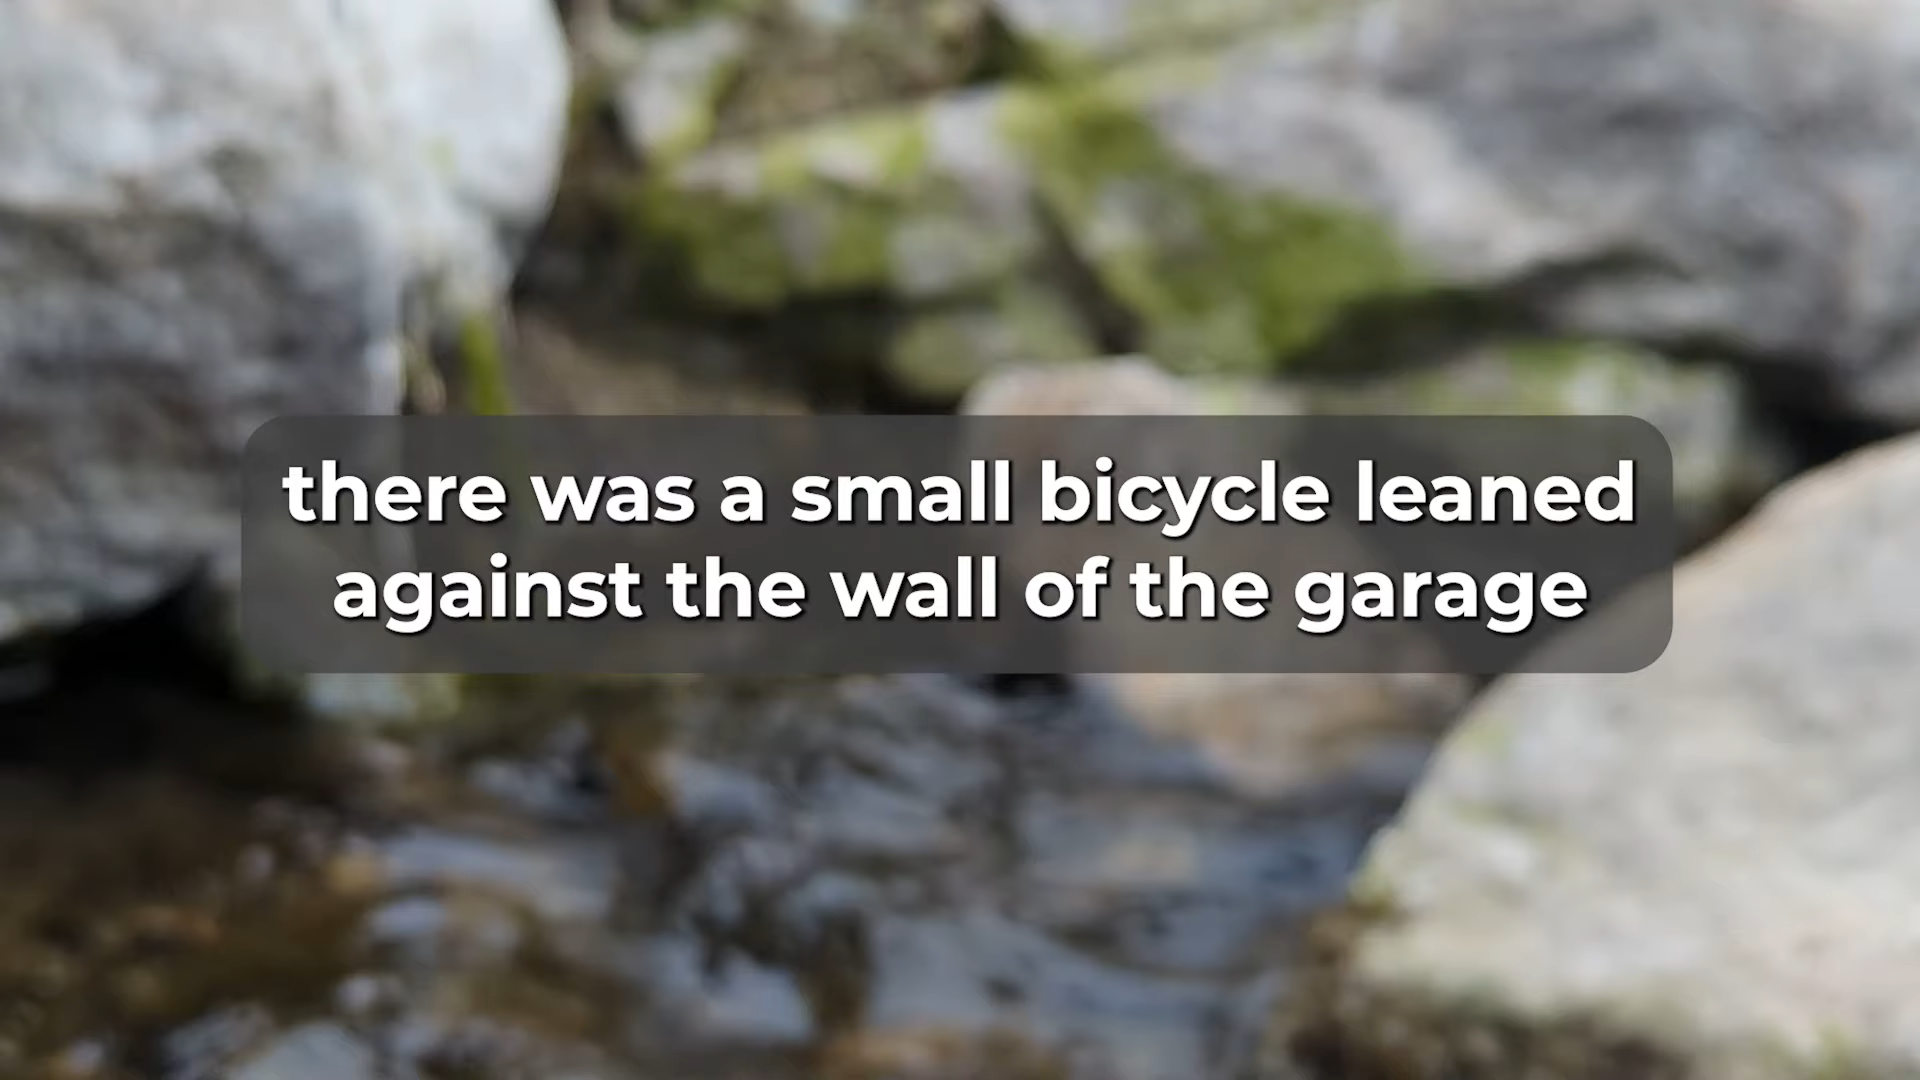 there was a small bicycle leaned
against the wall of the garage